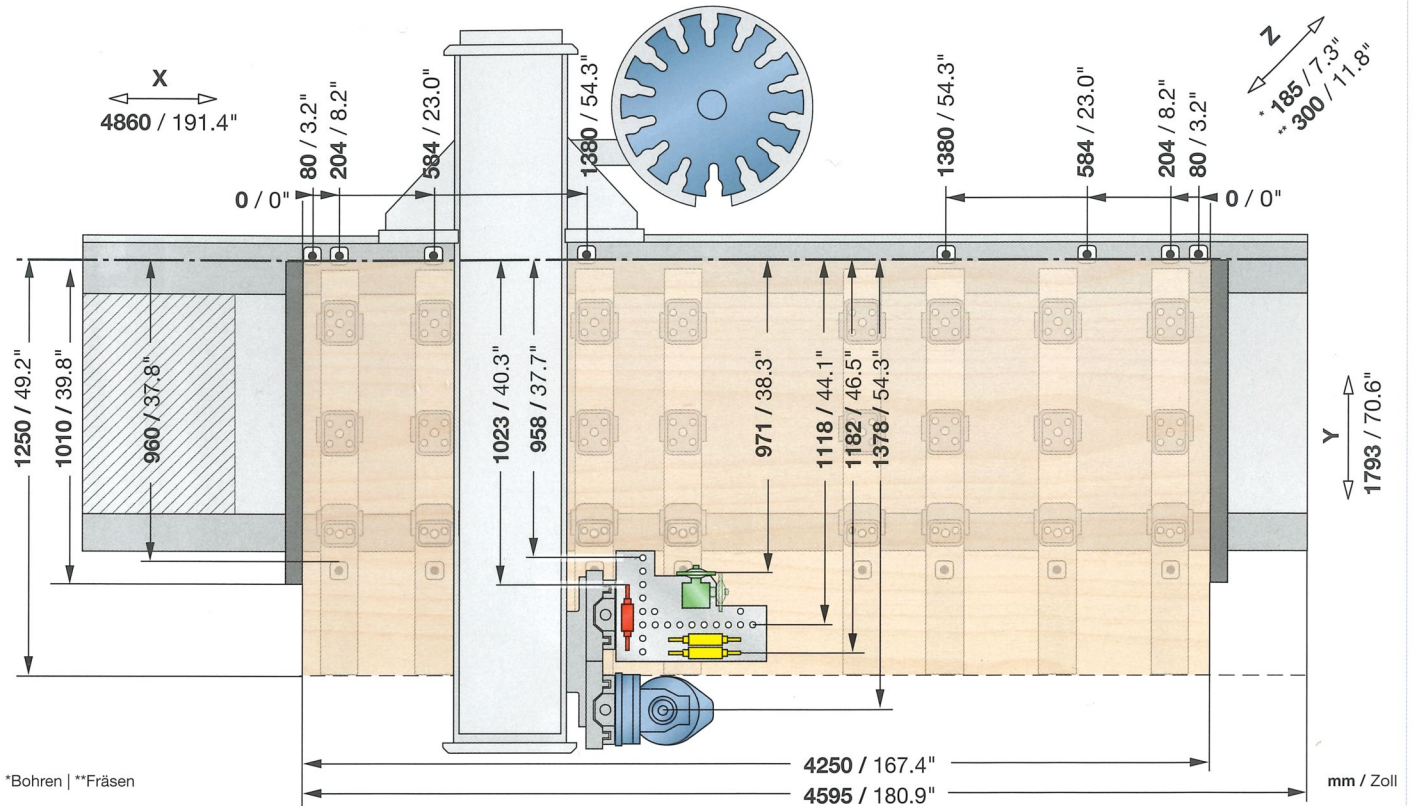 X
4860 / 191.4"
0 / 0"
80 / 3.2"
204 / 8.2"
584 / 23.0"
1380 / 54.3"
1380 / 54.3"
584 / 23.0"
204 / 8.2"
80 / 3.2"
0 / 0"
Z
* 185 / 7.3"
** 300 / 11.8"
1250 / 49.2"
1010 / 39.8"
960 / 37.8"
1023 / 40.3"
958 / 37.7"
971 / 38.3"
1118 / 44.1"
1182 / 46.5"
1378 / 54.3"
Y
1793 / 70.6"
4250 / 167.4"
4595 / 180.9"
*Bohren | **Fräsen
mm / Zoll